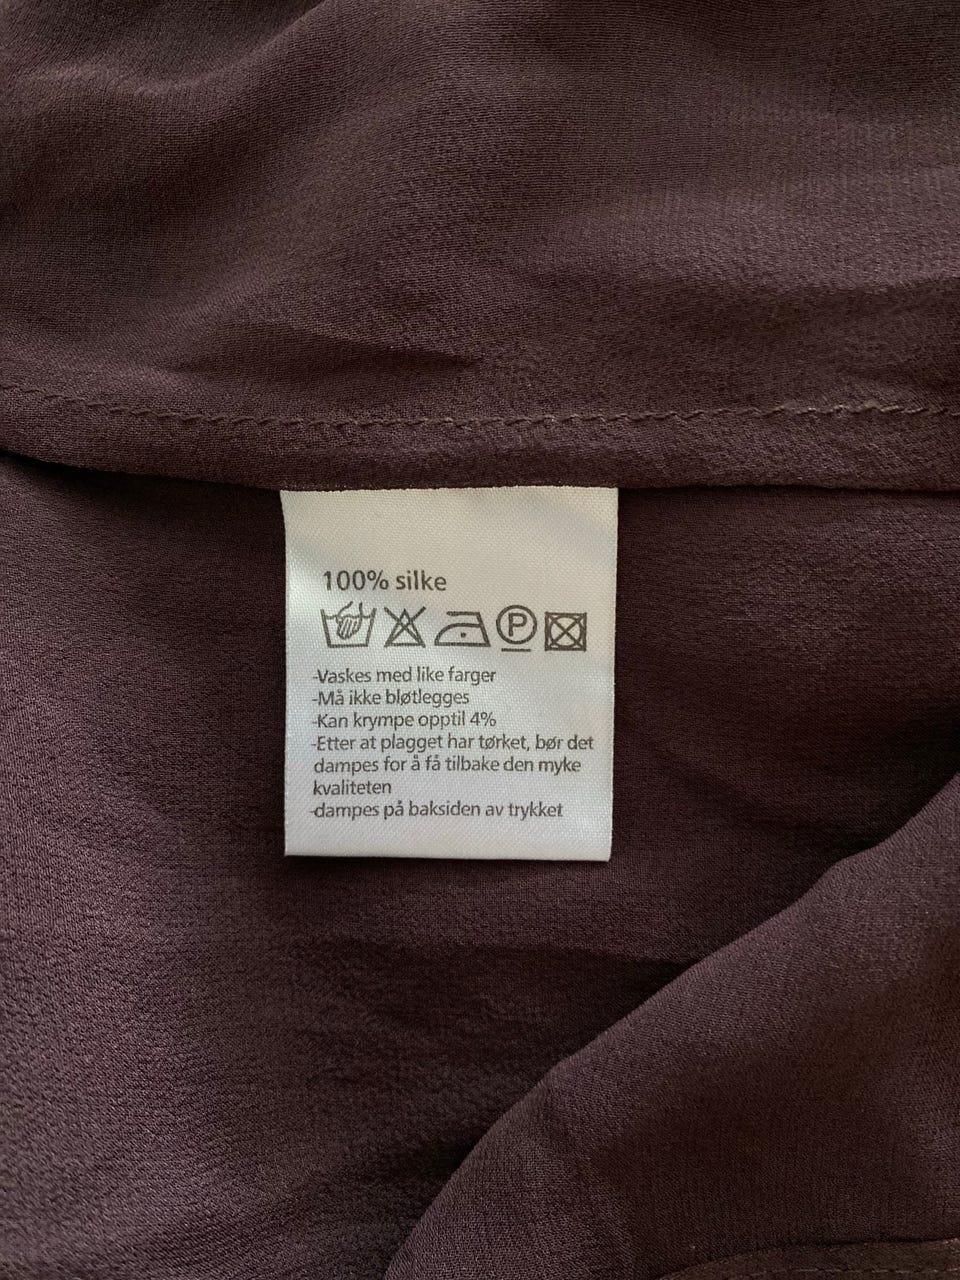 100% silke
P
-Vaskes med like farger
-Må ikke bløtlegges
-Kan krympe opptil 4%
-Etter at plagget har tørket, bør det
dampes for å få tilbake den myke
kvaliteten
-dampes på baksiden av trykket